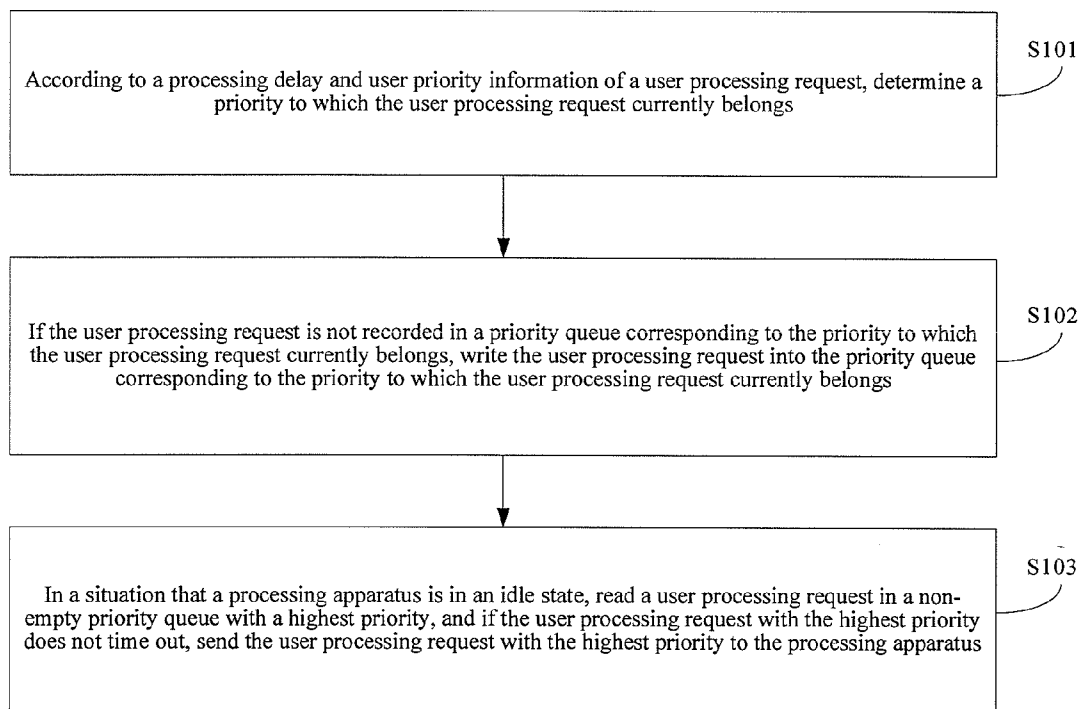 S101
According to a processing delay and user priority information of a user processing request, determine a
priority to which the user processing request currently belongs
S102
If the user processing request is not recorded in a priority queue corresponding to the priority to which
the user processing request currently belongs, write the user processing request into the priority queue
corresponding to the priority to which the user processing request currently belongs
S103
In a situation that a processing apparatus is in an idle state, read a user processing request in a non-
empty priority queue with a highest priority, and if the user processing request with the highest priority
does not time out, send the user processing request with the highest priority to the processing apparatus